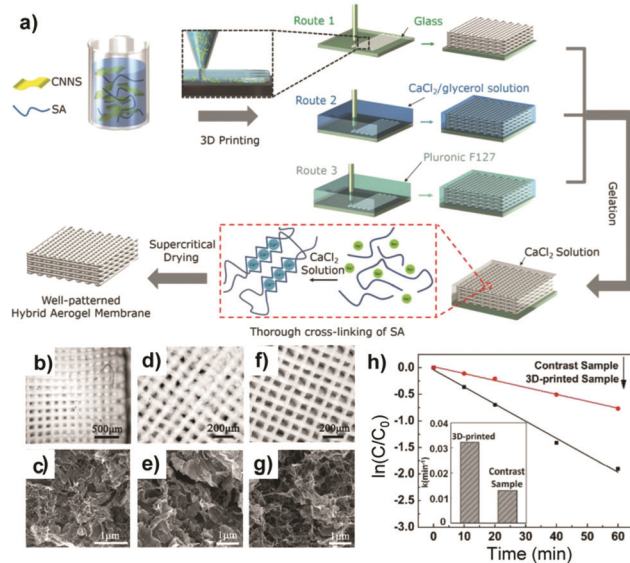 a)
CNNS
SA
3D Printing
Route 1
Glass
Route 2
CaCl2/glycerol solution
Route 3
Pluronic F127
Gelation
CaCl2 Solution
CaCl2
Solution
Thorough cross-linking of SA
Supercritical
Drying
Well-patterned
Hybrid Aerogel Membrane
b)
500μm
d)
200μm
f)
200μm
c)
1μm
e)
1μm
g)
1μm
h)
Contrast Sample
3D-printed Sample
ln(C/C0)
0.0
-0.5
-1.0
-1.5
-2.0
-2.5
-3.0
k(min-1)
0.04
0.03
0.02
0.01
0.00
3D-printed
Contrast
Sample
0 10 20 30 40 50 60
Time (min)